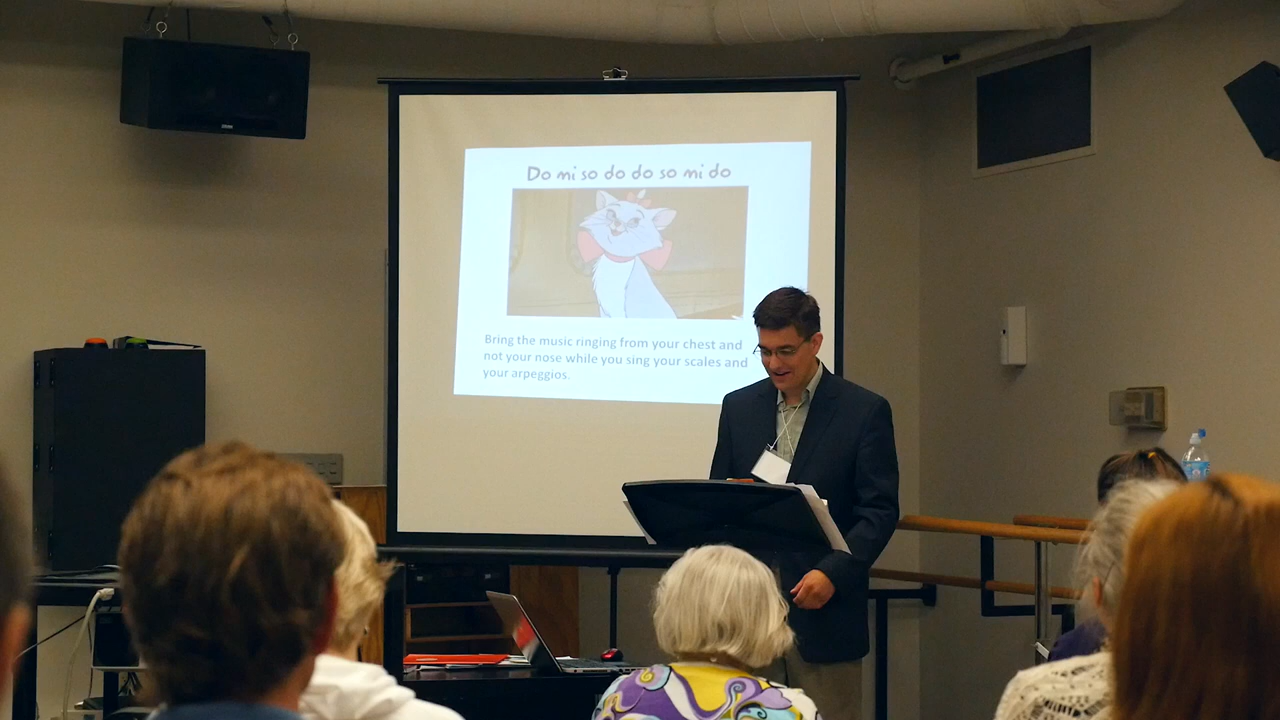 Do mi so do do so mi do
Bring the music ringing from your chest and
not your nose while you sing your scales and
your arpeggios.